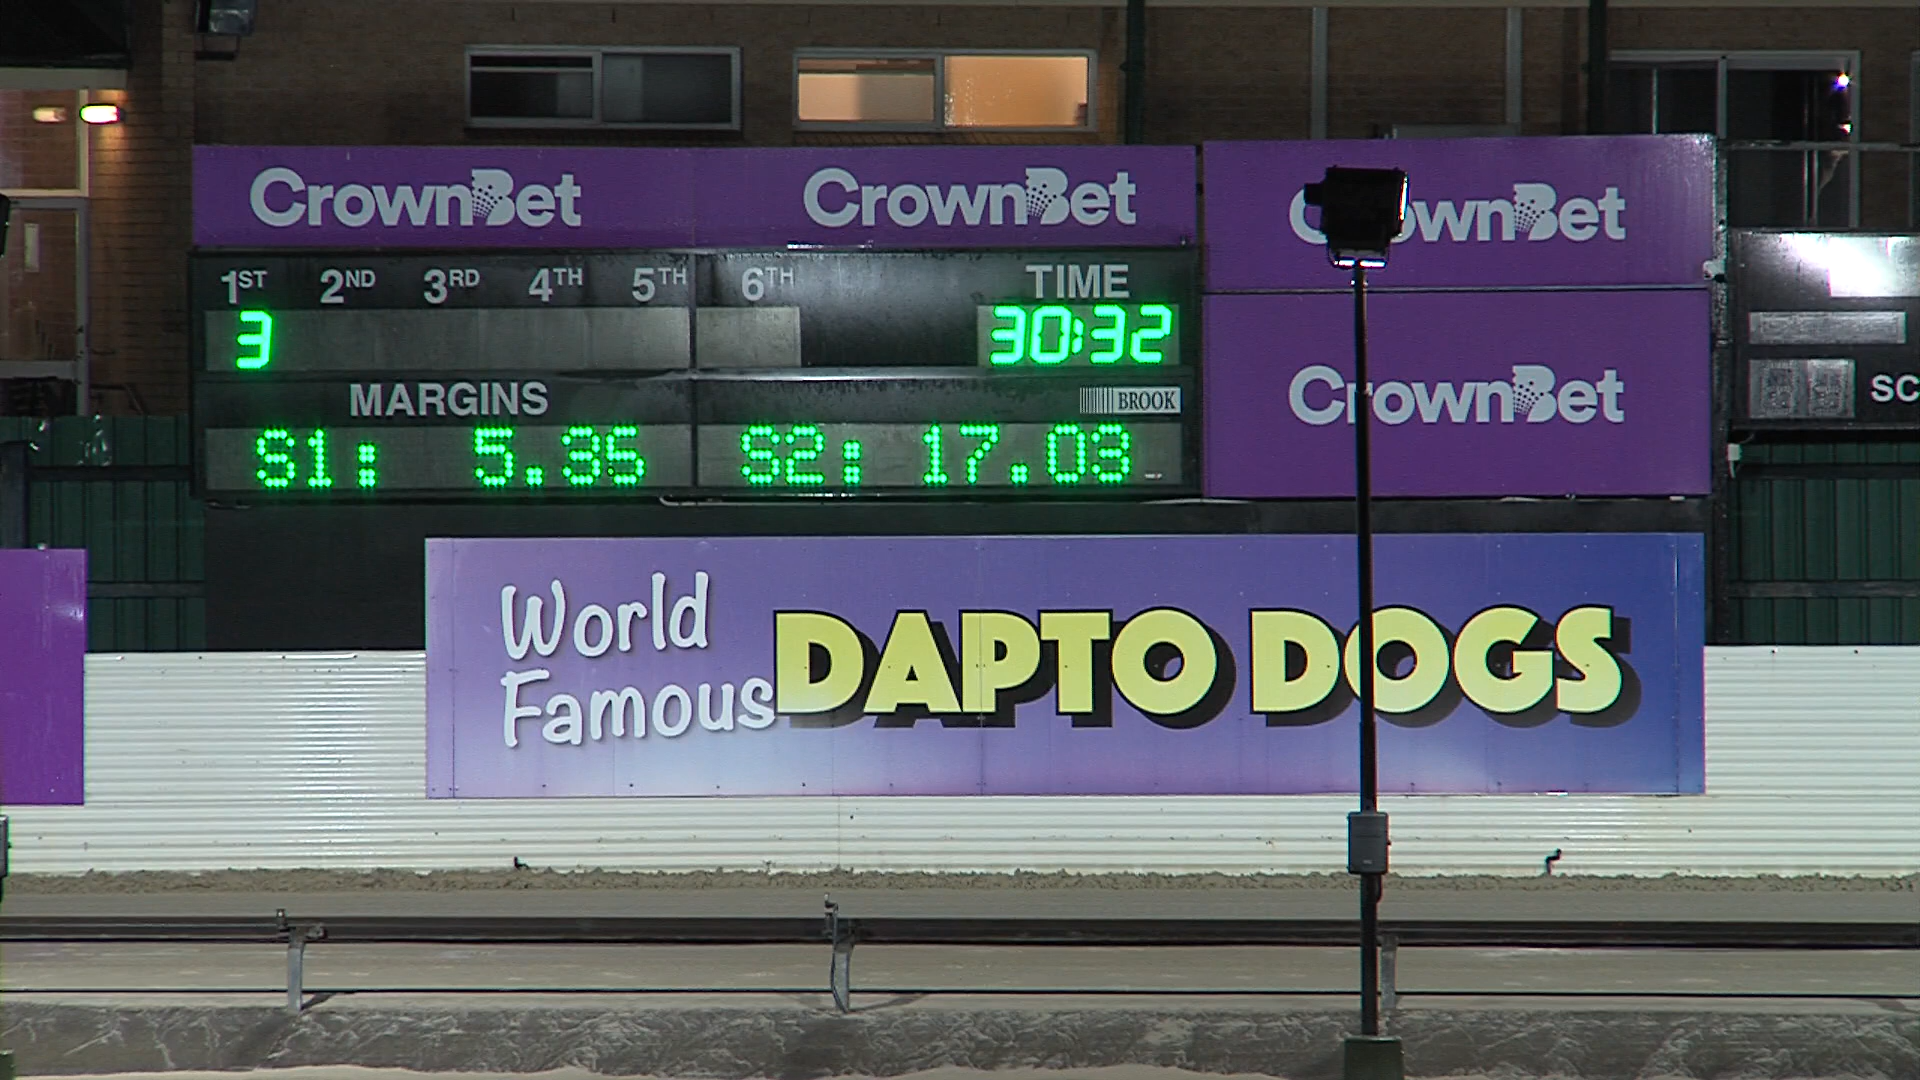 CrownBet CrownBet CrownBet
1ST 2ND 3RD 4TH 5TH 6TH TIME
3 30:32
MARGINS BROOK
CrownBet
S1: 5.35 S2: 17.03
SC
World
Famous DAPTO DOGS